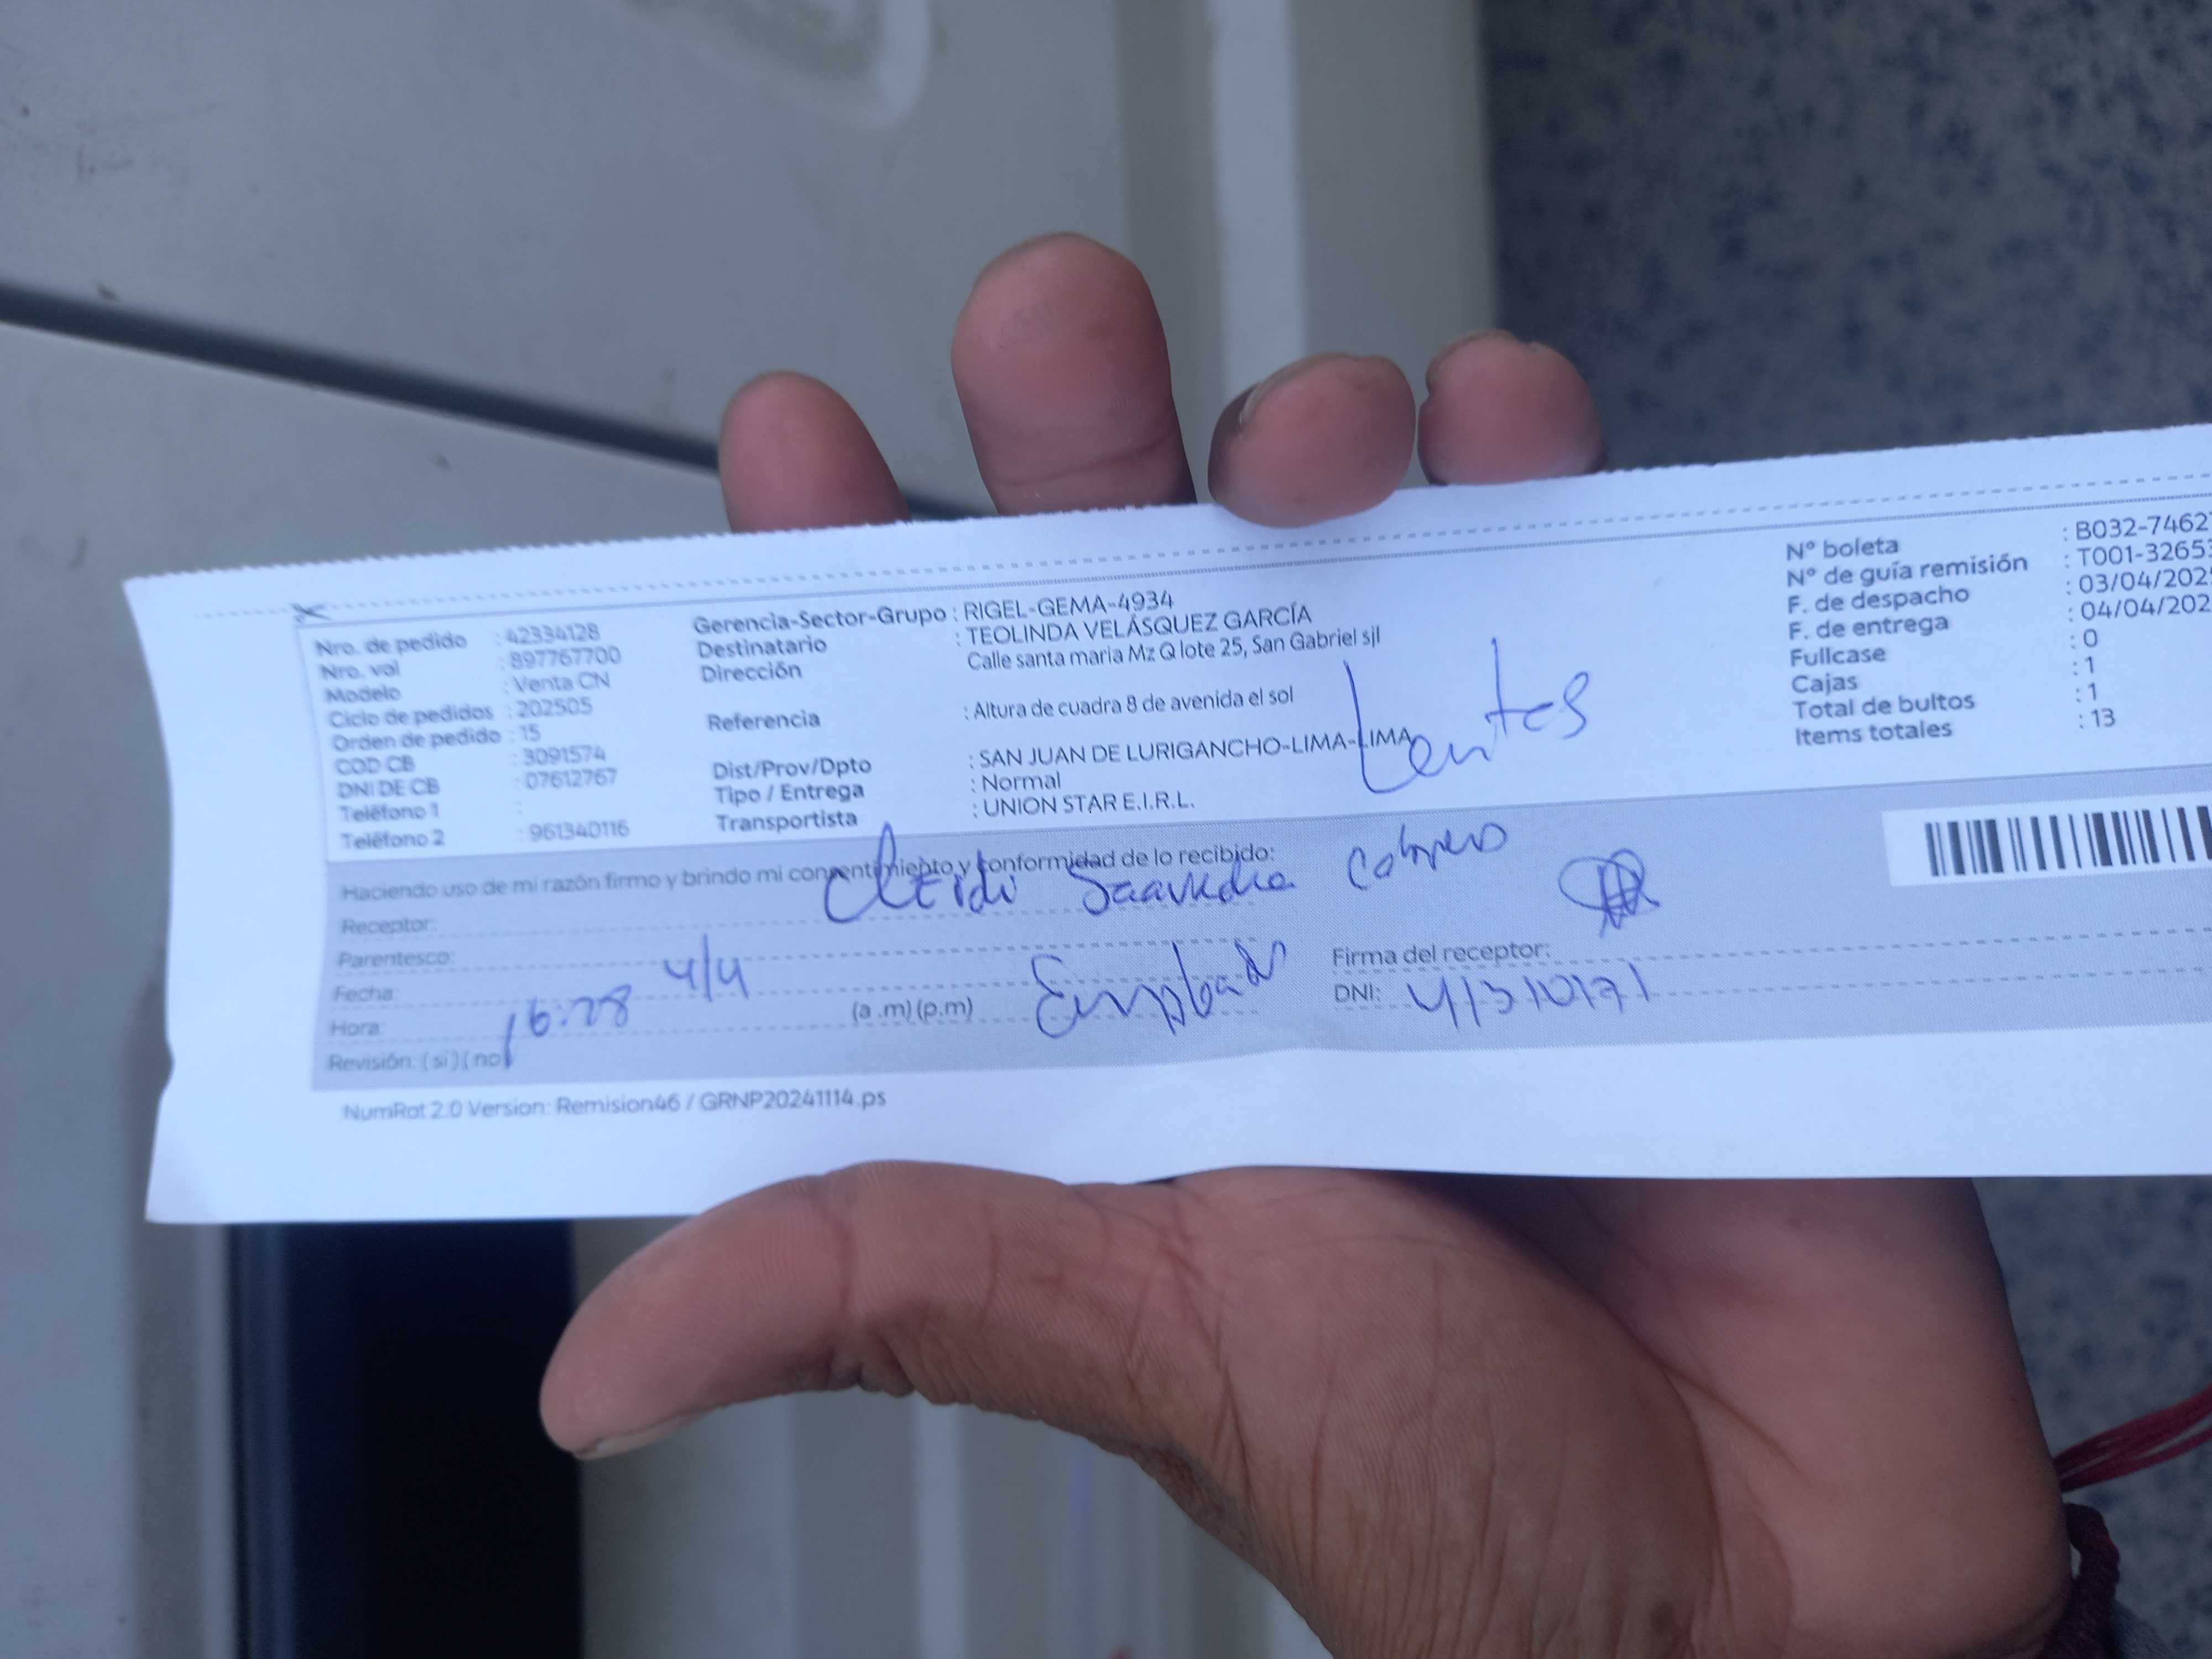 Nro. de pedido : 42334128
Nro. val : 897767700
Modelo : Venta CN
Ciclo de pedidos : 202505
Orden de pedido : 15
COD CB : 3091574
DNI DE CB : 07612767
Teléfono 1 :
Teléfono 2 : 961340116
Gerencia-Sector-Grupo : RIGEL-GEMA-4934
Destinatario : TEOLINDA VELÁSQUEZ GARCÍA
Dirección Calle santa maria Mz Q lote 25, San Gabriel sjl
Referencia : Altura de cuadra 8 de avenida el sol
Dist/Prov/Dpto : SAN JUAN DE LURIGANCHO-LIMA-LIMA
Tipo / Entrega : Normal
Transportista : UNION STAR E.I.R.L.
Lentes
N° boleta : B032-7462
N° de guía remisión : T001-3265
F. de despacho : 03/04/202
F. de entrega : 04/04/202
Fullcase : 0
Cajas : 1
Total de bultos : 1
Items totales : 13
Haciendo uso de mi razón firmo y brindo mi consentimiento y conformidad de lo recibido:
Receptor: Saavedra
Parentesco:
Fecha: 4/4
Hora: 16:28 (a .m) (p.m)
Revisión: ( si ) ( no
Firma del receptor:
DNI: 41310171
NumRat 2.0 Version: Remision46 / GRNP20241114.ps